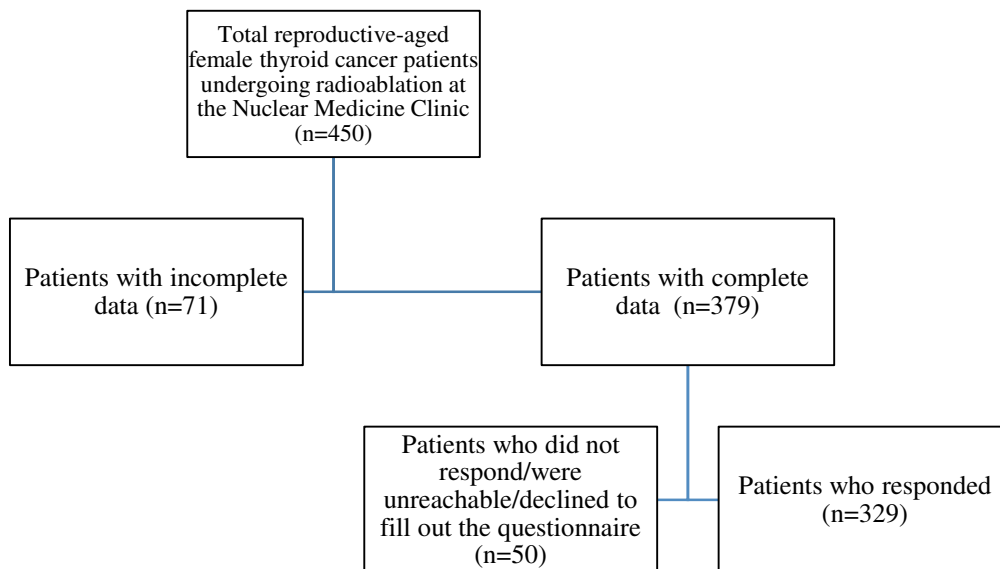 Total reproductive-aged
female thyroid cancer patients
undergoing radioablation at
the Nuclear Medicine Clinic
(n=450)
Patients with incomplete
data (n=71)
Patients with complete
data (n=379)
Patients who did not
respond/were
unreachable/declined to
fill out the questionnaire
(n=50)
Patients who responded
(n=329)